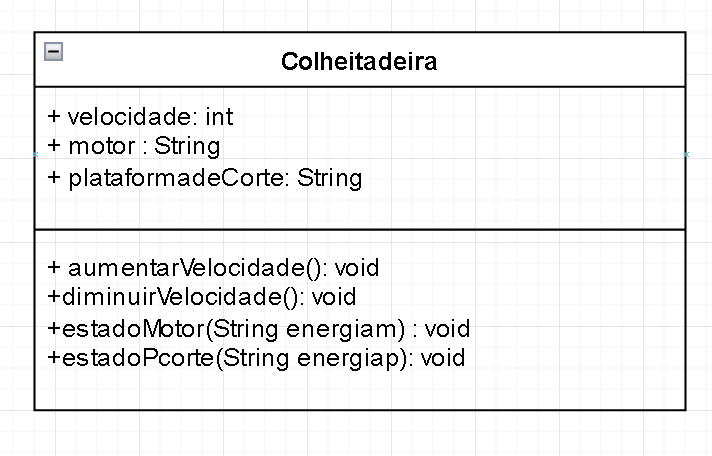 Colheitadeira
+ velocidade: int
+ motor : String
+ plataformadeCorte: String
+ aumentarVelocidade(): void
+diminuirVelocidade(): void
+estadoMotor(String energiam) : void
+estadoPcorte(String energiap): void